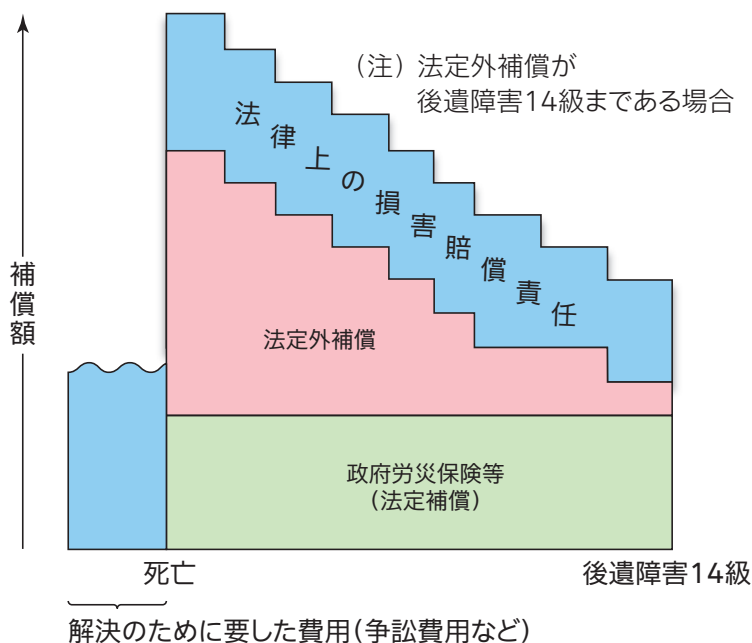 (注) 法定外補償が
後遺障害14級まである場合
法律上の損害賠償責任
補償額
法定外補償
政府労災保険等
(法定補償)
死亡
後遺障害14級
解決のために要した費用(争訟費用など)